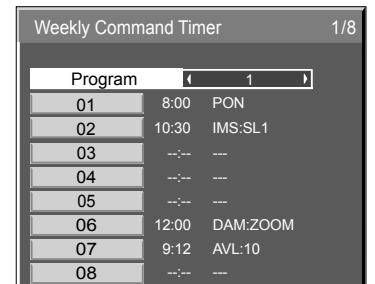 Weekly Command Timer 1/8
Program 1
01 8:00 PON
02 10:30 IMS:SL1
03 --:-- ---
04 --:-- ---
05 --:-- ---
06 12:00 DAM:ZOOM
07 9:12 AVL:10
08 --:-- ---